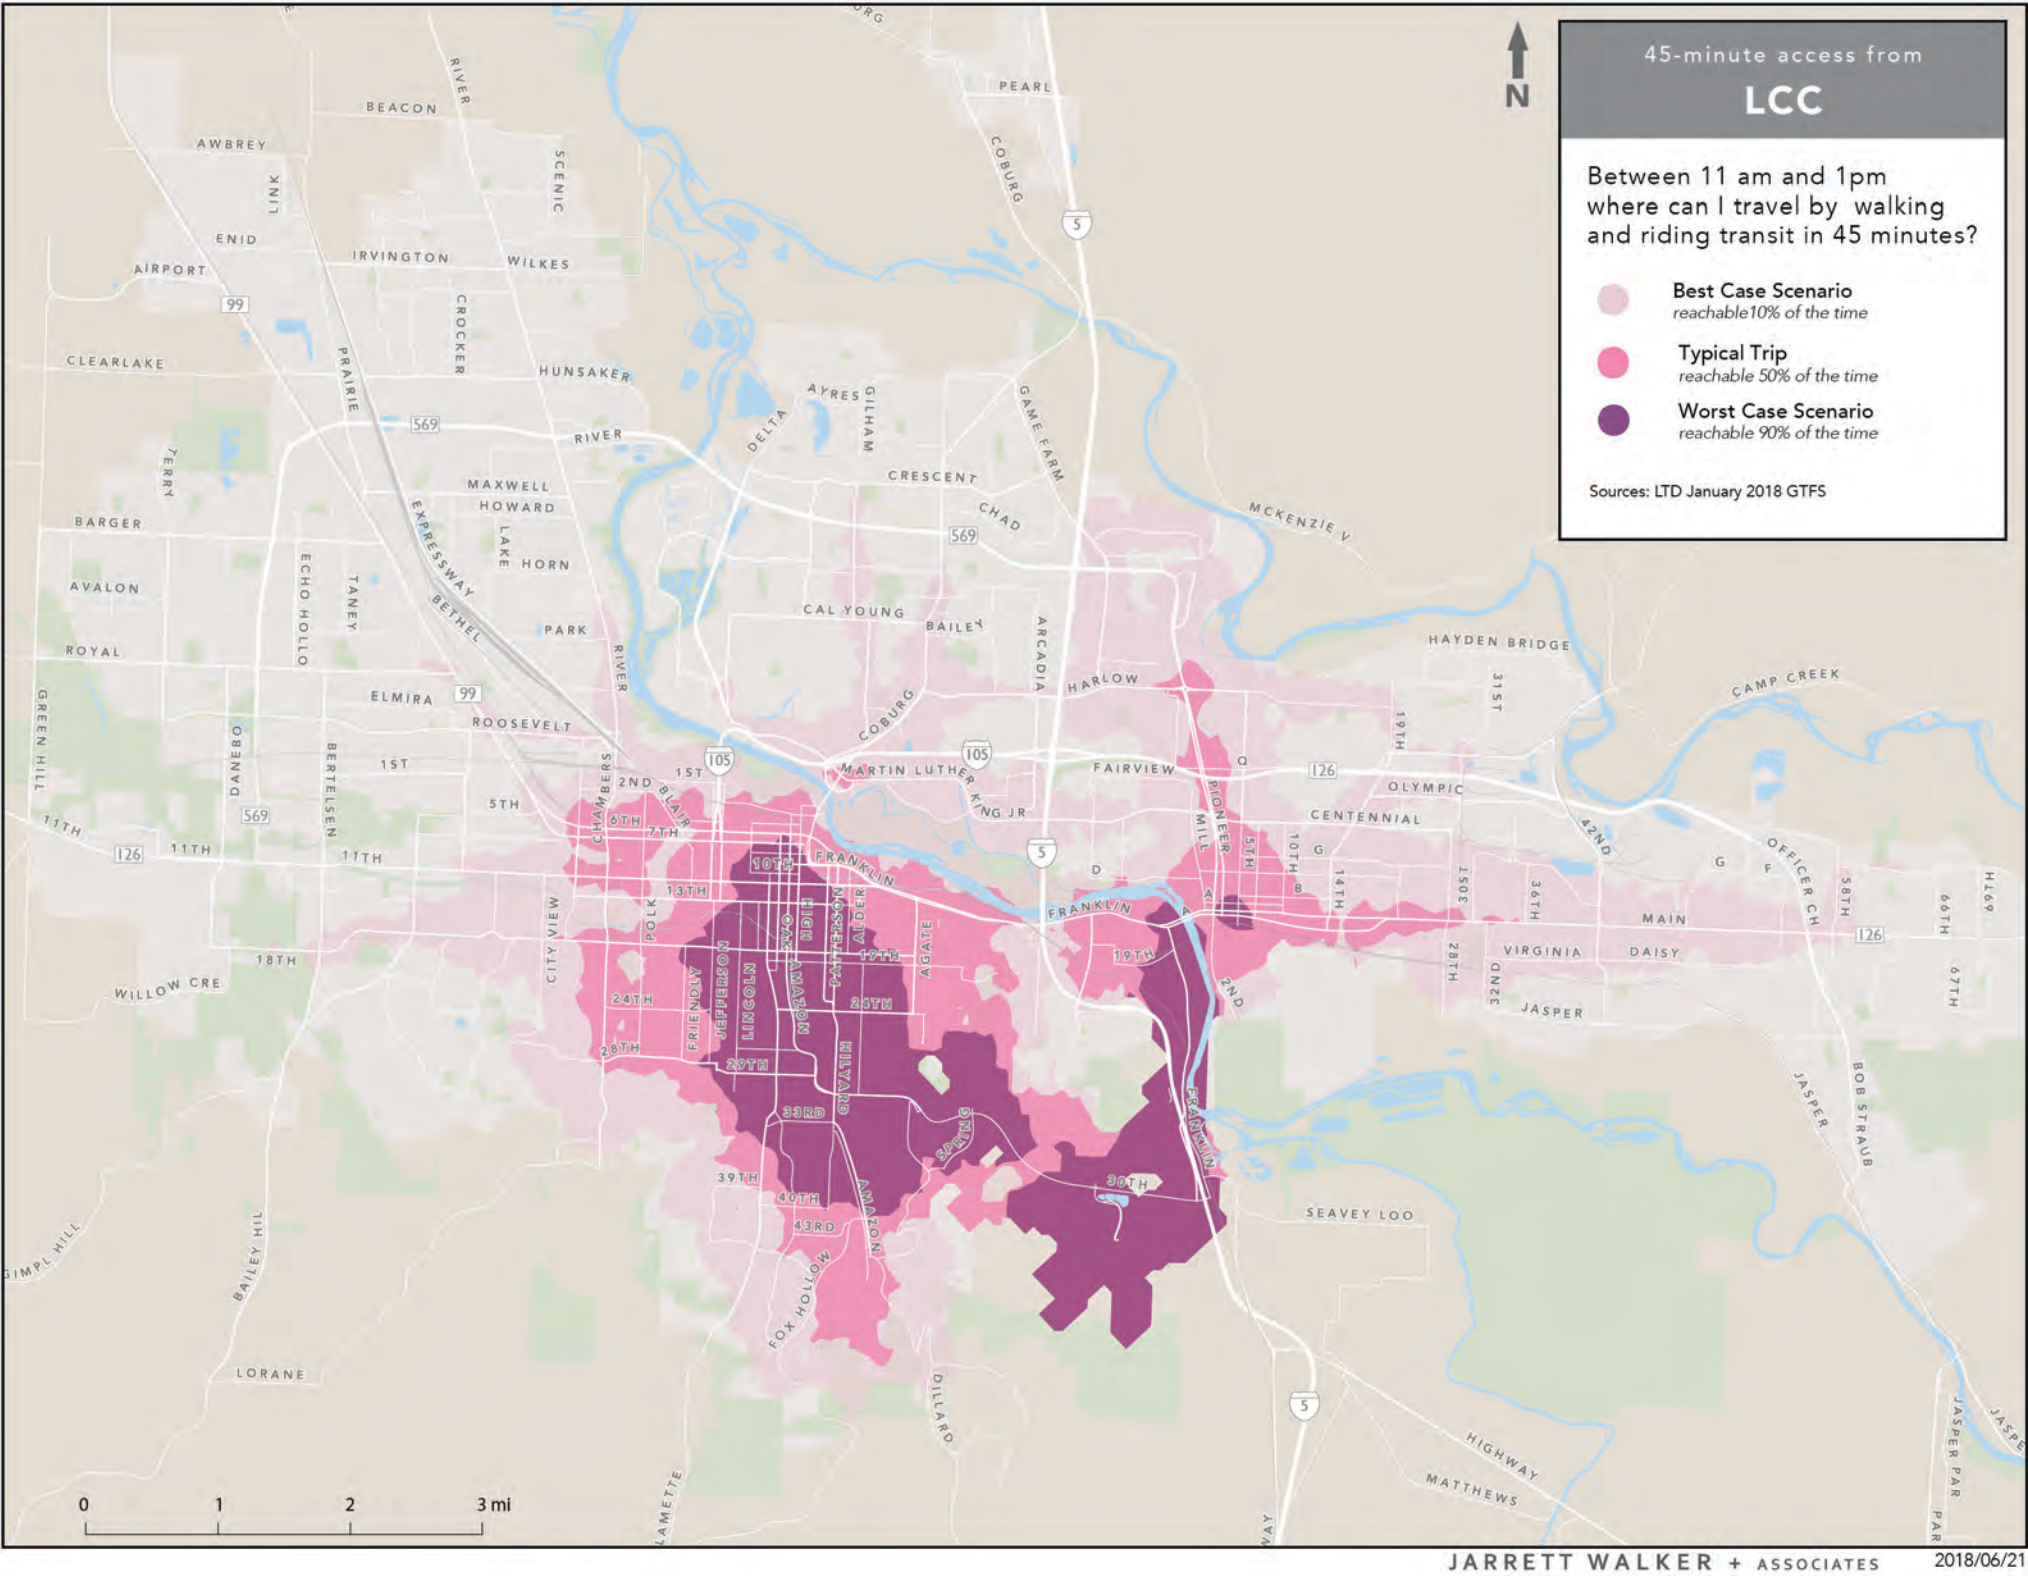 45-minute access from
LCC
Between 11 am and 1pm
where can I travel by walking
and riding transit in 45 minutes?
Best Case Scenario
reachable10% of the time
Typical Trip
reachable 50% of the time
Worst Case Scenario
reachable 90% of the time
Sources: LTD January 2018 GTFS
N
RIVER
BEACON
PEARL
AWBREY
LINK
SCENIC
COBURG
5
ENID
AIRPORT
IRVINGTON
WILKES
99
CROCKER
CLEARLAKE
PRAIRIE
HUNSAKER
AYRES
GILHAM
GAME FARM
569
RIVER
DELTA
TERRY
MAXWELL
HOWARD
CRESCENT
CHAD
MCKENZIE V
BARGER
EXPRESSWAY
LAKE
HORN
569
AVALON
ECHO HOLLO
TANEY
BETHEL
CAL YOUNG
BAILEY
ARCADIA
PARK
ROYAL
RIVER
HAYDEN BRIDGE
31ST
CAMP CREEK
GREEN HILL
ELMIRA
99
HARLOW
COBURG
ROOSEVELT
19TH
DANEBO
BERTELSEN
1ST
CHAMBERS
2ND
1ST
105
MARTIN LUTHER
KING JR
105
FAIRVIEW
Q
126
OLYMPIC
BLAIR
5TH
6TH
7TH
569
PIONEER
MILL
CENTENNIAL
42ND
11TH
126
11TH
11TH
10TH
FRANKLIN
5
D
5TH
10TH
G
14TH
30ST
36TH
G
F
OFFICER CH
58TH
66TH
69TH
13TH
POLK
CITY VIEW
OAK
HIGH
PATTERSON
ALDER
AGATE
FRANKLIN
A
A
B
MAIN
126
18TH
19TH
19TH
VIRGINIA
DAISY
WILLOW CRE
24TH
FRIENDLY
JEFFERSON
LINCOLN
AMAZON
24TH
2ND
28TH
32ND
JASPER
67TH
28TH
29TH
HILYARD
33RD
SPRING
FRANKLIN
JASPER
BOB STRAUB
39TH
40TH
43RD
AMAZON
30TH
SEAVEY LOO
GIMPL HILL
BAILEY HIL
FOX HOLLOW
LORANE
DILLARD
5
HIGHWAY
MATTHEWS
JASPER PAR
JASPE
LAMETTE
WAY
PAR
0 1 2 3 mi
JARRETT WALKER + ASSOCIATES 2018/06/21